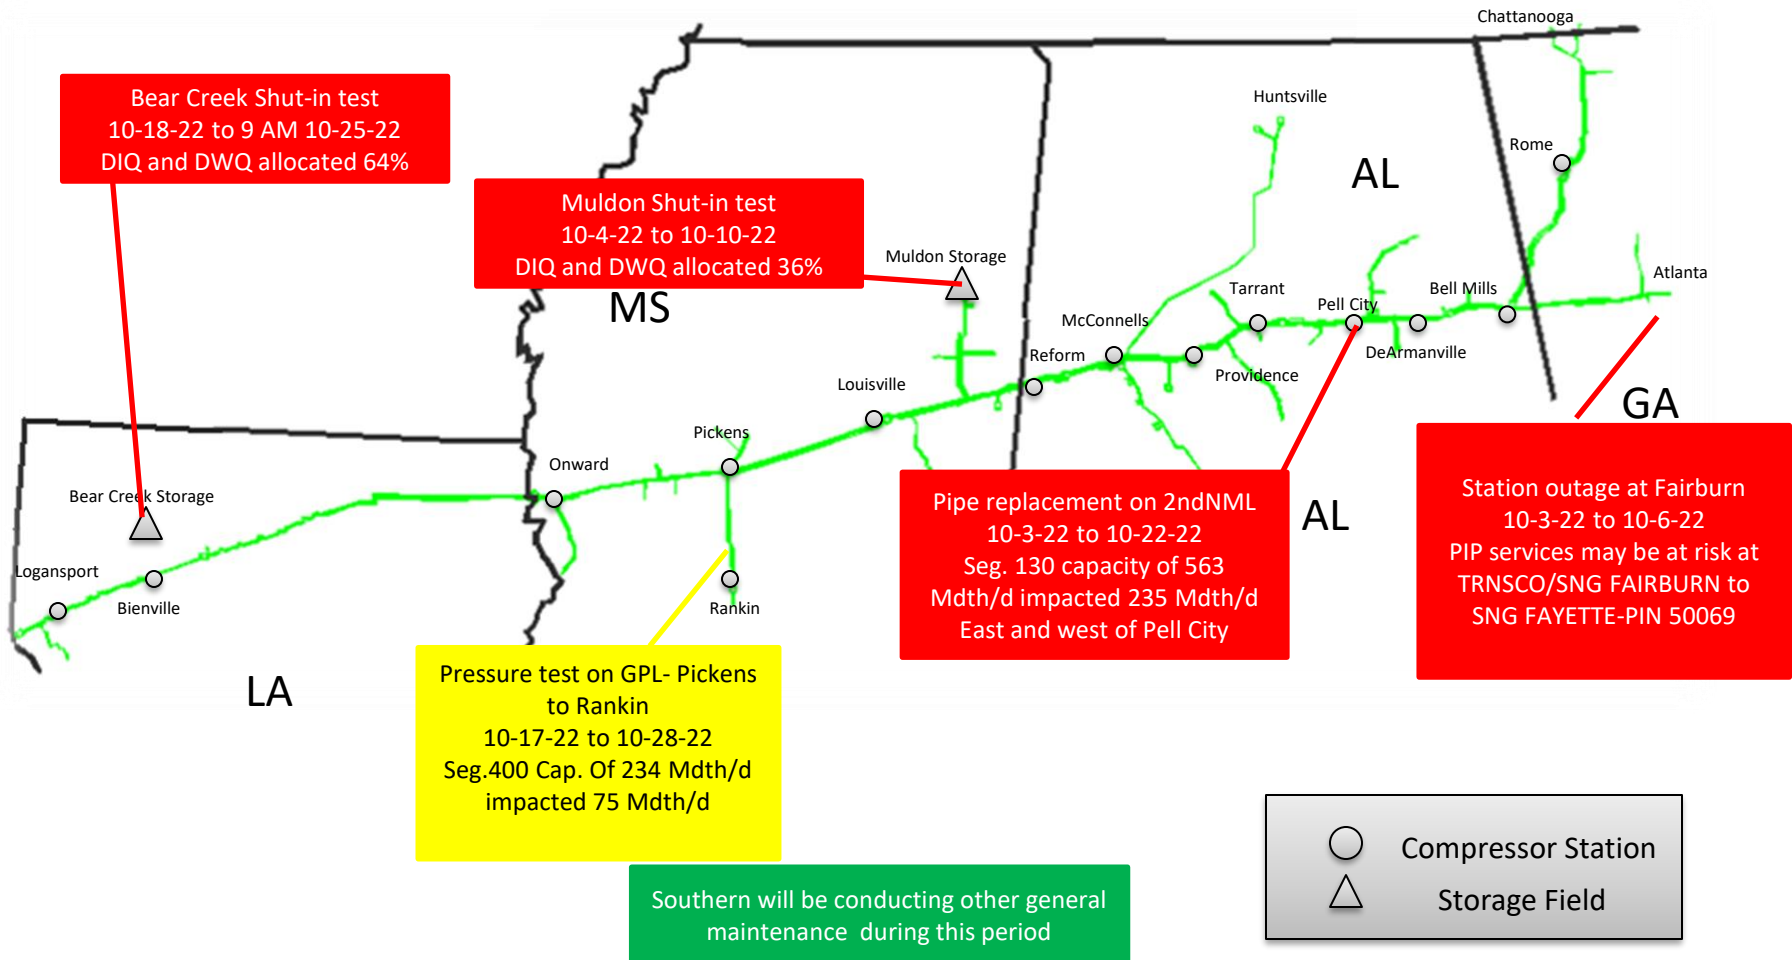 Chattanooga
Bear Creek Shut-in test
10-18-22 to 9 AM 10-25-22
DIQ and DWQ allocated 64%
Huntsville
Rome
AL
Muldon Shut-in test
10-4-22 to 10-10-22
DIQ and DWQ allocated 36%
Muldon Storage
MS
Tarrant
Pell City
Bell Mills
Atlanta
McConnells
Reform
DeArmanville
Providence
Louisville
GA
Pickens
Onward
Bear Creek Storage
Logansport
Bienville
Rankin
LA
Pipe replacement on 2ndNML
10-3-22 to 10-22-22
Seg. 130 capacity of 563
Mdth/d impacted 235 Mdth/d
East and west of Pell City
AL
Station outage at Fairburn
10-3-22 to 10-6-22
PIP services may be at risk at
TRNSCO/SNG FAIRBURN to
SNG FAYETTE-PIN 50069
Pressure test on GPL- Pickens
to Rankin
10-17-22 to 10-28-22
Seg.400 Cap. Of 234 Mdth/d
impacted 75 Mdth/d
Southern will be conducting other general
maintenance during this period
Compressor Station
Storage Field